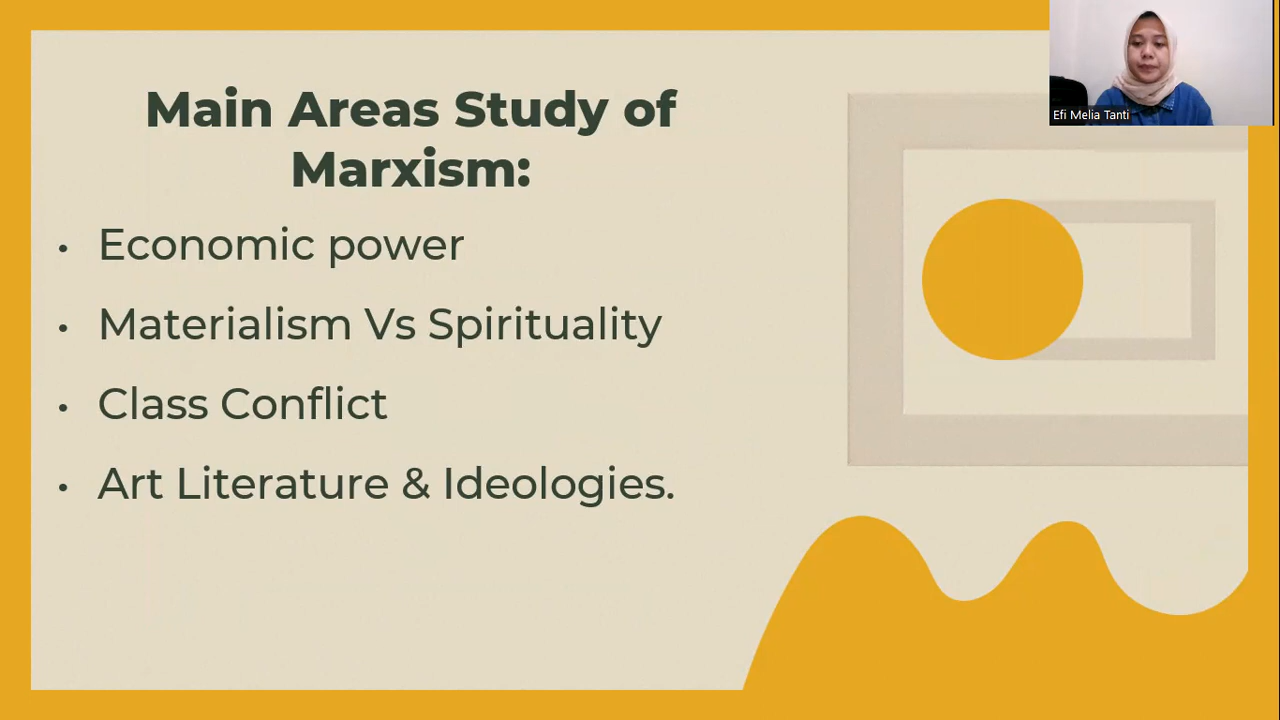 Main Areas Study of
Marxism:
• Economic power
• Materialism Vs Spirituality
• Class Conflict
• Art Literature & Ideologies.
Efi Melia Tanti